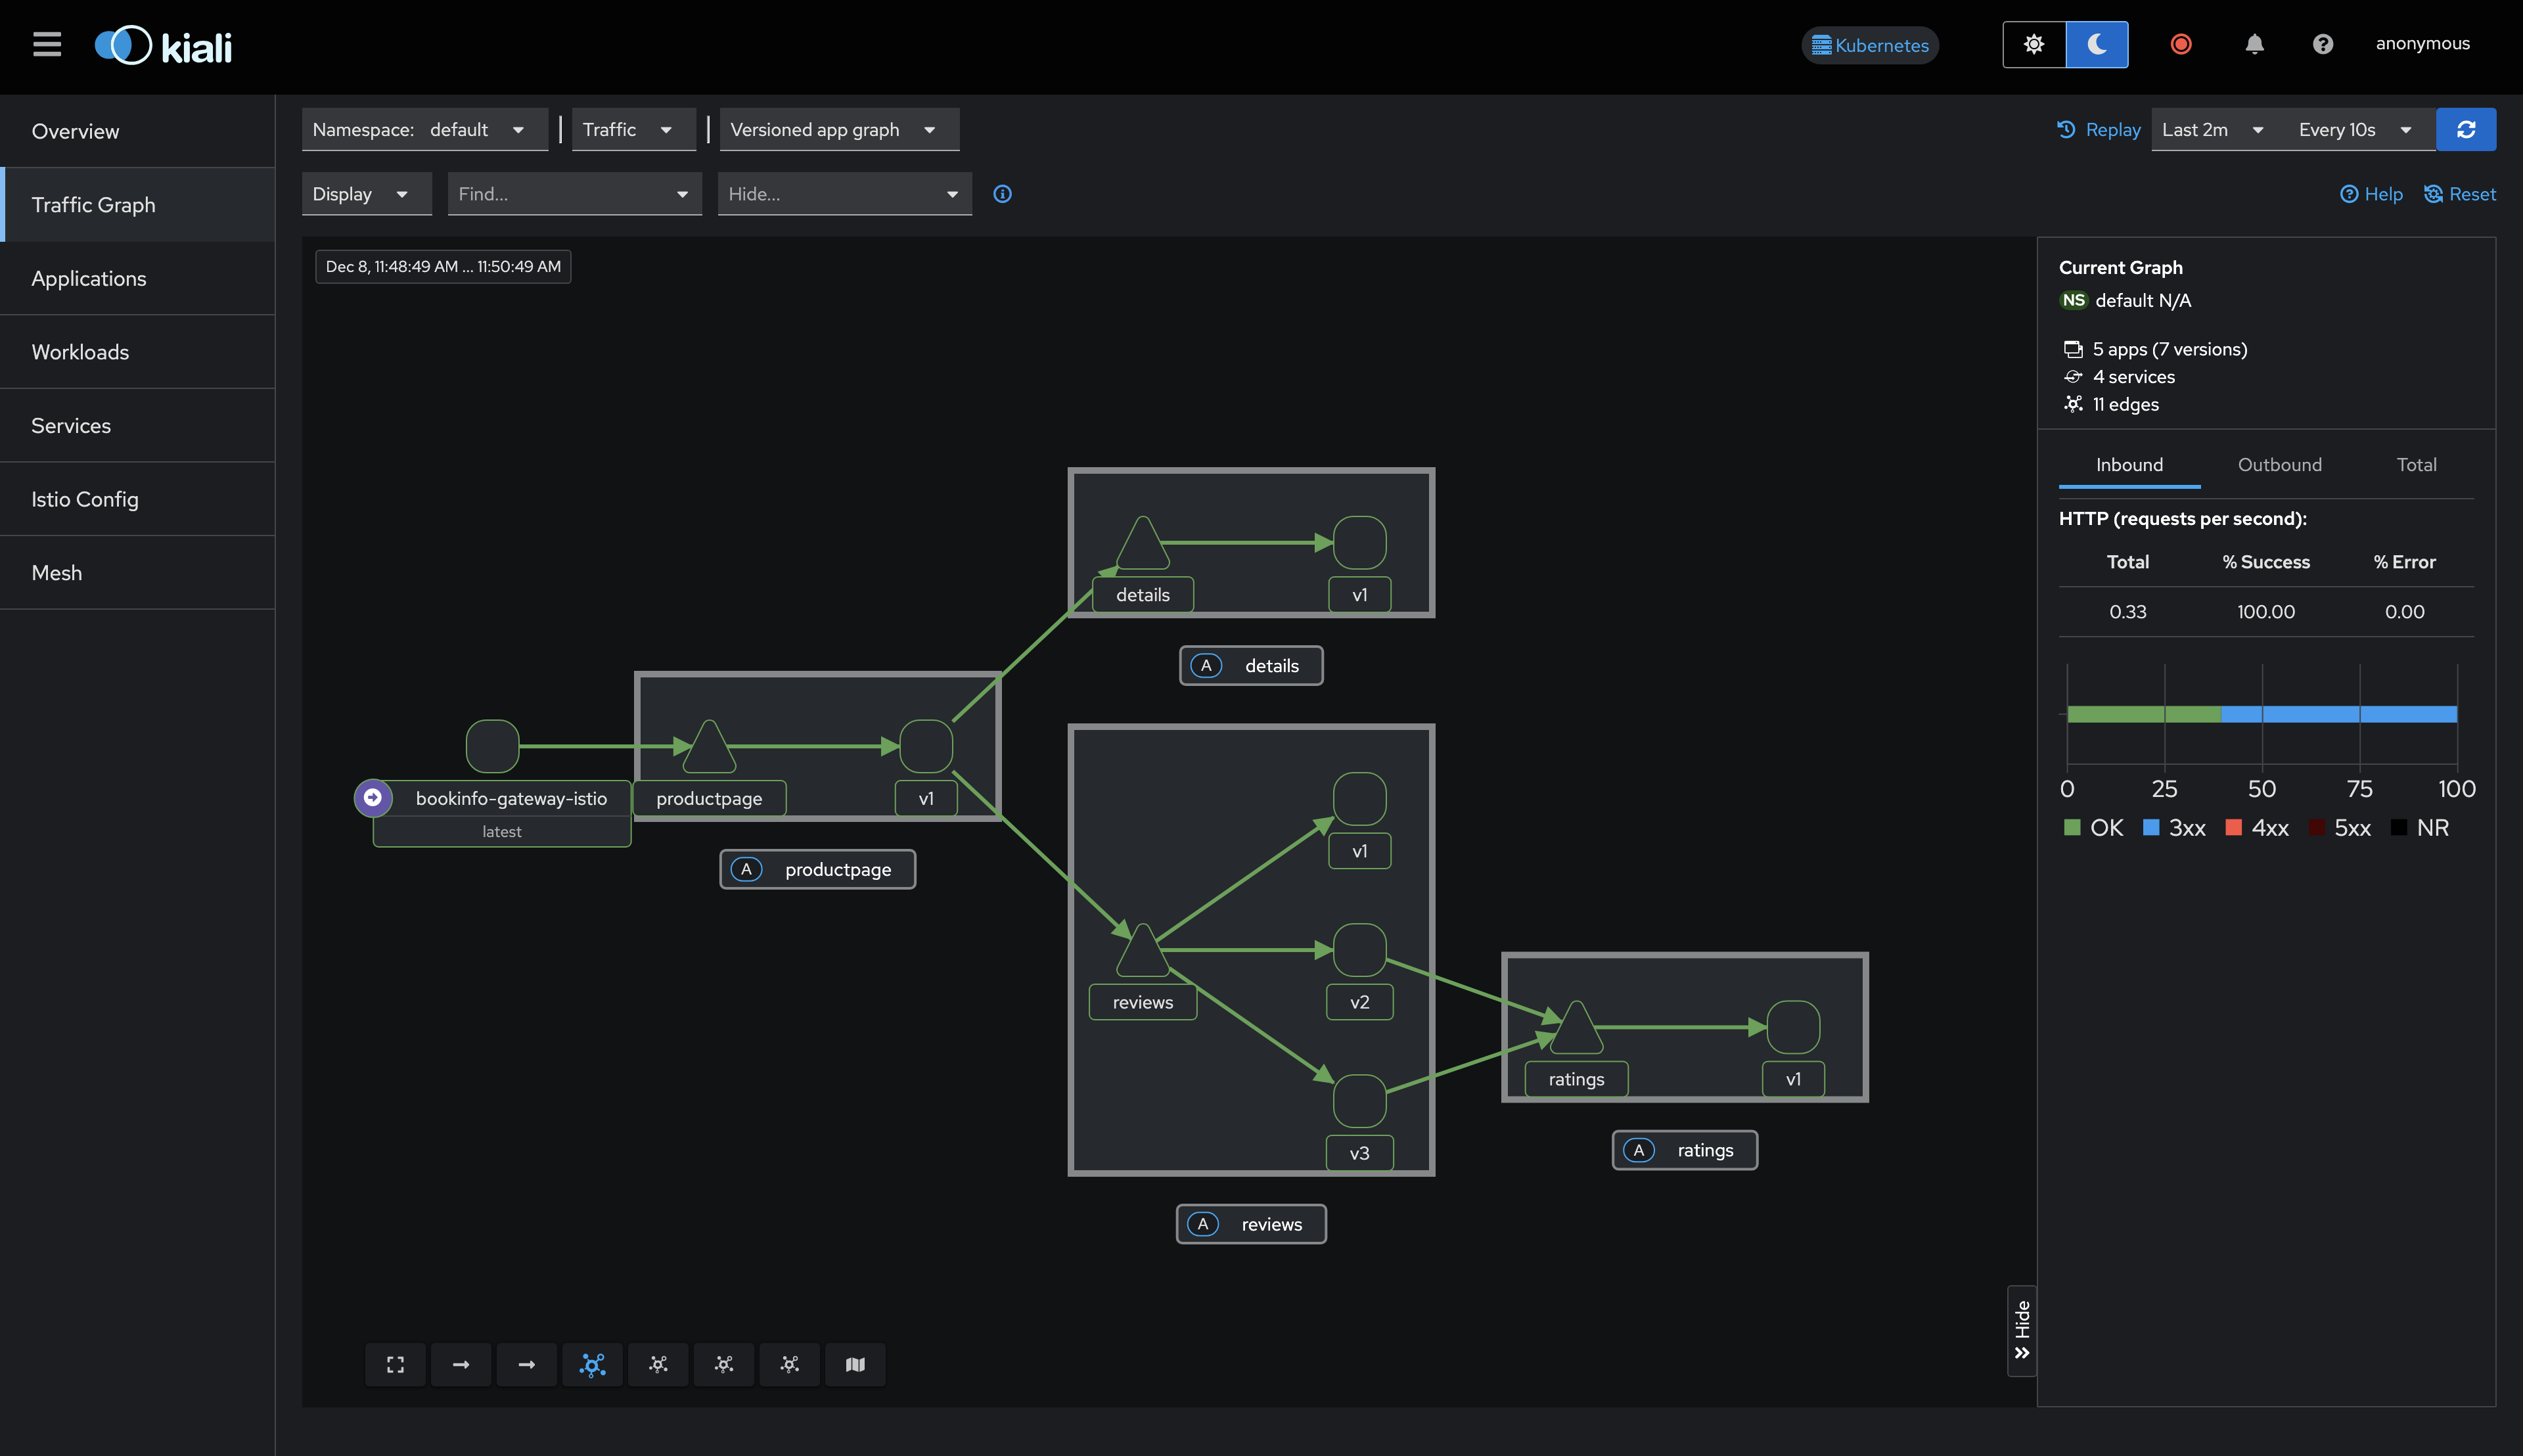 kiali
Kubernetes
anonymous
Overview
Traffic Graph
Applications
Workloads
Services
Istio Config
Mesh
Namespace: default
Traffic
Versioned app graph
Replay
Last 2m
Every 10s
Display
Find...
Hide...
Help
Reset
Dec 8, 11:48:49 AM ... 11:50:49 AM
details
v1
A details
bookinfo-gateway-istio
latest
productpage
v1
A productpage
v1
reviews
v2
v3
A reviews
ratings
v1
A ratings
Hide
Current Graph
NS default N/A
5 apps (7 versions)
4 services
11 edges
Inbound Outbound Total
HTTP (requests per second):
Total % Success % Error
0.33 100.00 0.00
0 25 50 75 100
OK 3xx 4xx 5xx NR